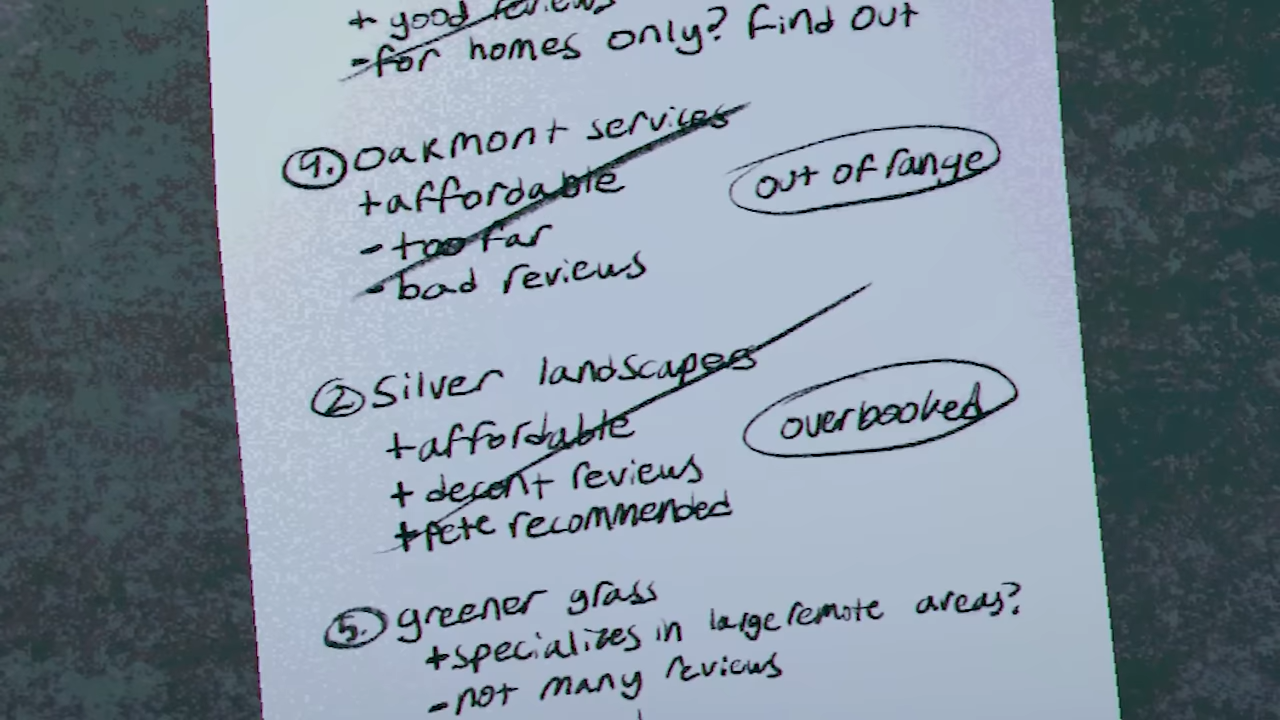 + good reviews
- for homes only? Find out
4. Oakmont services
+ affordable
- too far
- bad reviews
out of range
2 Silver landscapers
+ affordable
+ decent reviews
+ Pete recommended
overbooked
5. greener grass
+ specializes in large remote areas?
- not many reviews